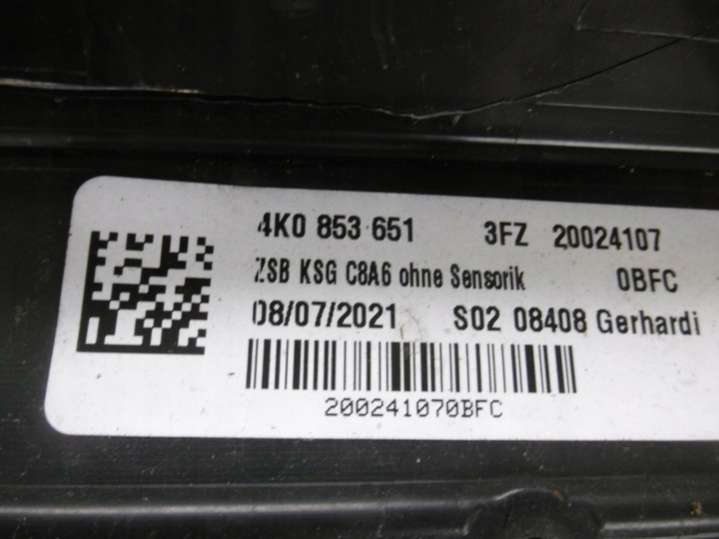 4K0 853 651 3FZ 20024107
ZSB KSG C8A6 ohne Sensorik 0BFC
08/07/2021 S02 08408 Gerhardi
200241070BFC